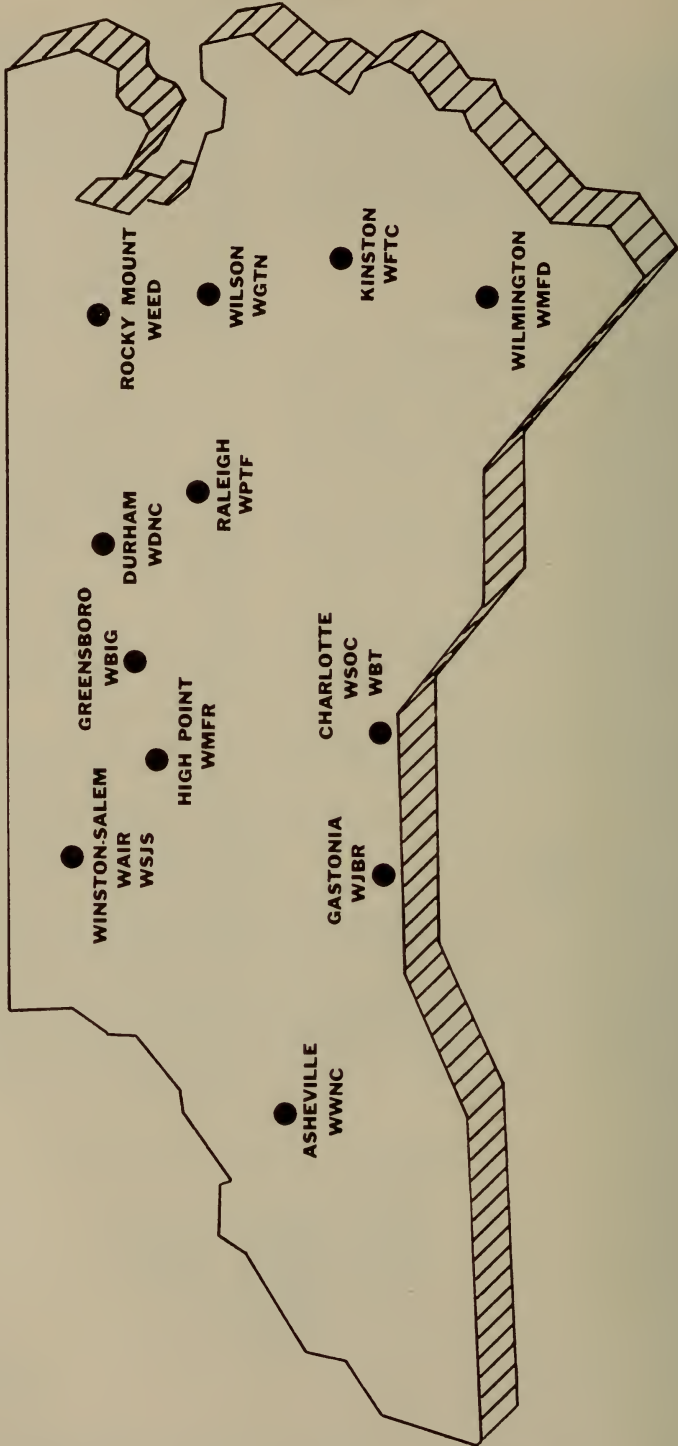 ROCKY MOUNT
WEED
WILSON
WGTN
KINSTON
WFTC
WILMINGTON
WMFD
RALEIGH
WPTF
DURHAM
WDNC
GREENSBORO
WBIG
HIGH POINT
WMFR
WINSTON-SALEM
WAIR
WSJS
CHARLOTTE
WSOC
WBT
GASTONIA
WJBR
ASHEVILLE
WWNC